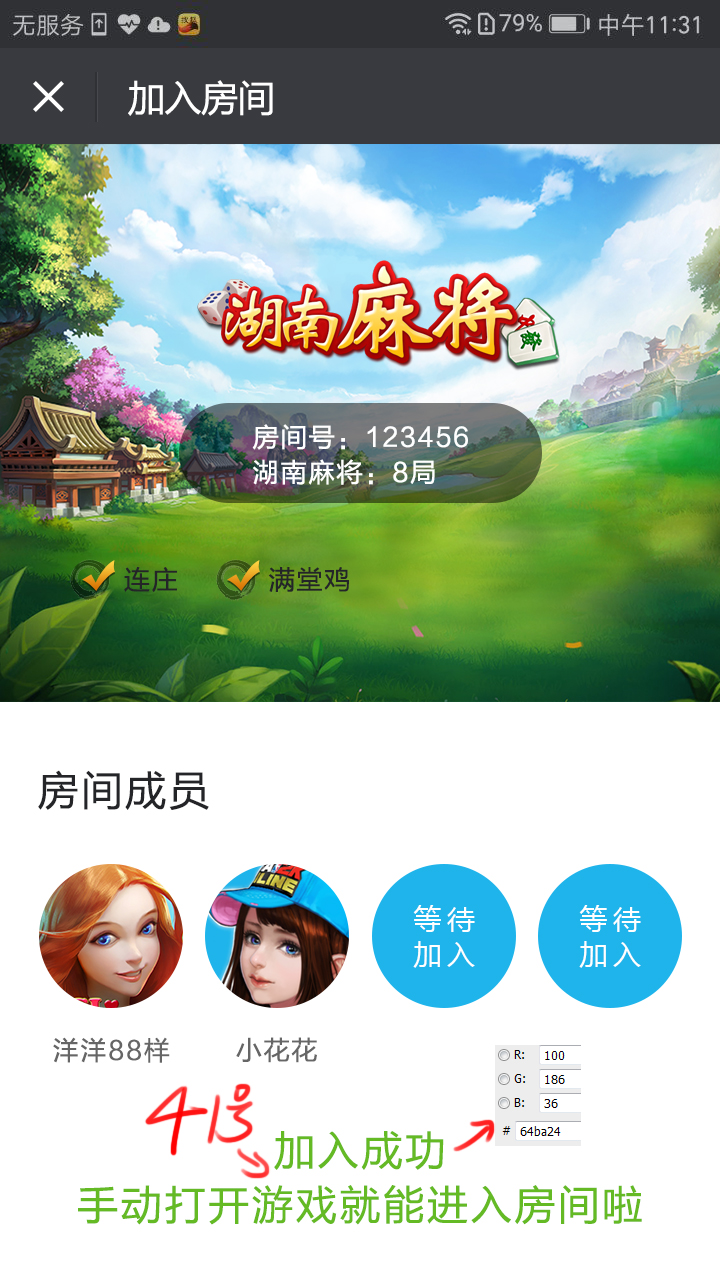 无服务
79%
中午11:31
加入房间
湖南麻将
房间号：123456
湖南麻将：8局
连庄
满堂鸡
房间成员
等待
加入
等待
加入
洋洋88样
小花花
R: 100
G: 186
B: 36
# 64ba24
41号
加入成功
手动打开游戏就能进入房间啦